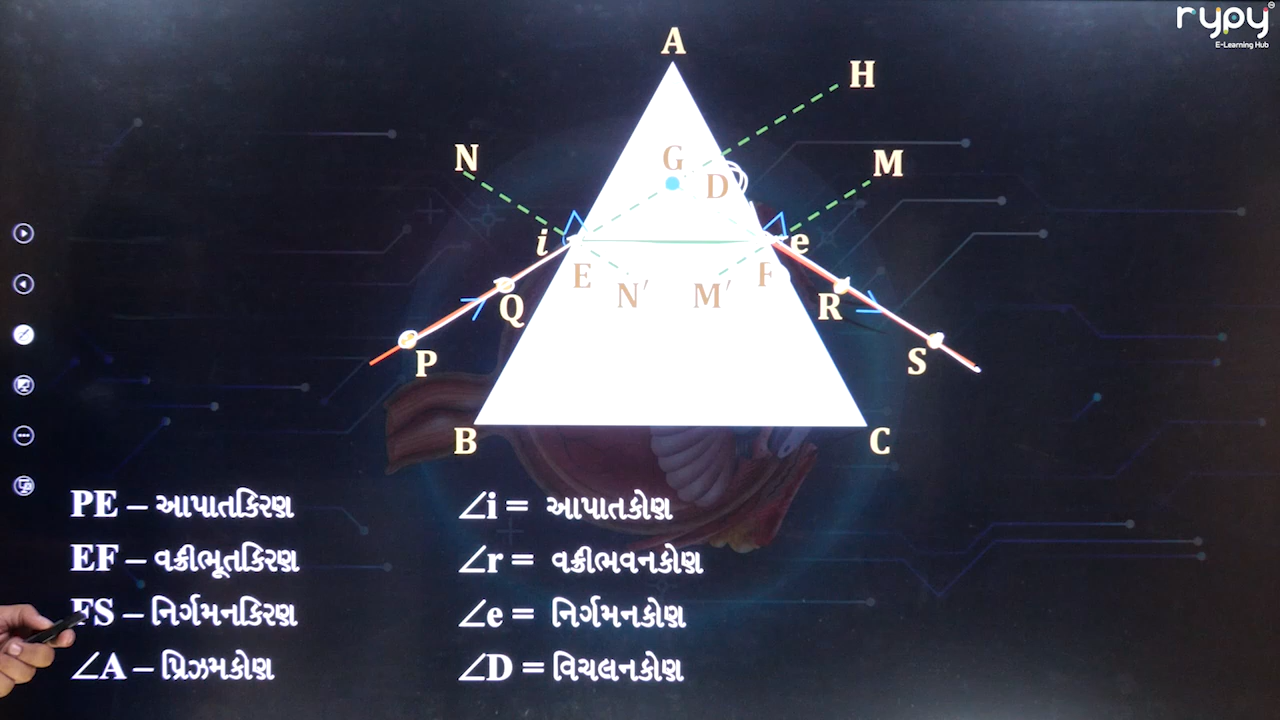 rypy
E-Learning Hub
A
H
N
G
M
D
i
e
E
F
N′
M′
Q
R
P
S
B
C
PE – આપાતકિરણ
∠i = આપાતકોણ
EF – વક્રીભૂતકિરણ
∠r = વક્રીભવનકોણ
FS – નિર્ગમનકિરણ
∠e = નિર્ગમનકોણ
∠A – પ્રિઝમકોણ
∠D = વિચલનકોણ